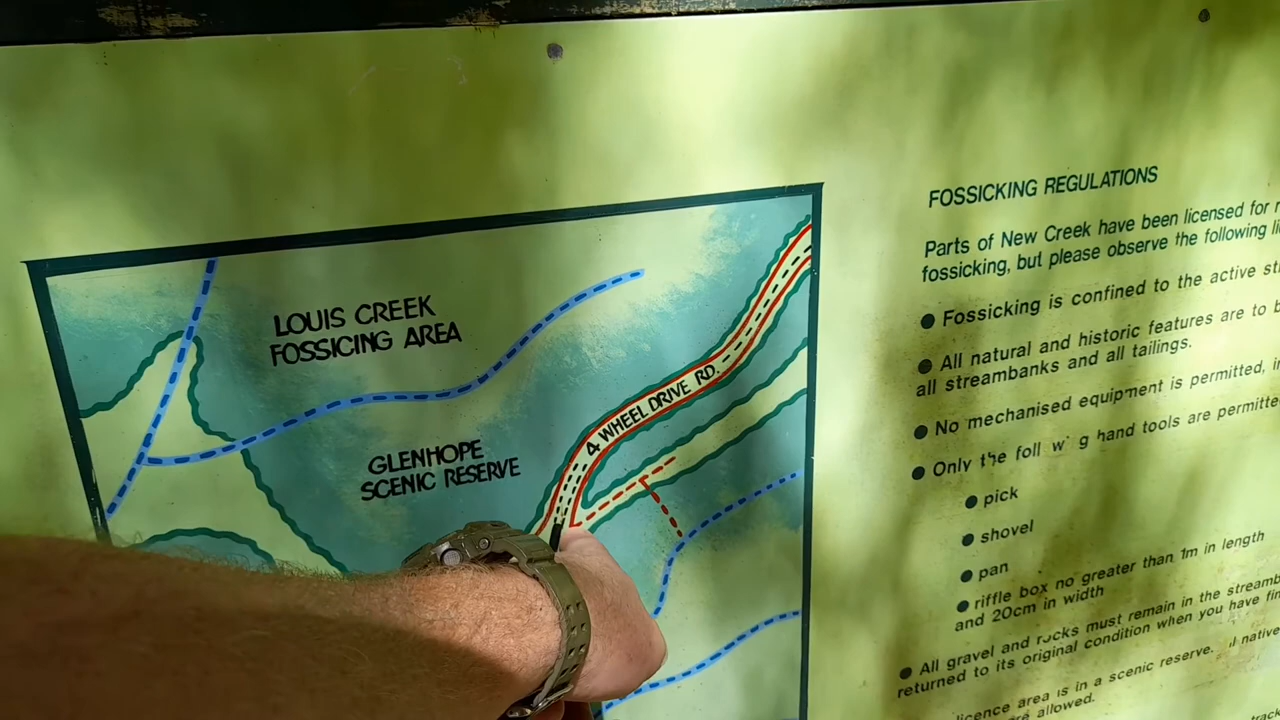 LOUIS CREEK
FOSSICING AREA
GLENHOPE
SCENIC RESERVE
4 WHEEL DRIVE RD.
FOSSICKING REGULATIONS
Parts of New Creek have been licensed for
fossicking, but please observe the following
● Fossicking is confined to the active
● All natural and historic features are to
all streambanks and all tailings.
● No mechanised equipment is permitted,
● Only the g hand tools are
● pick
● shovel
● pan
● riffle box no greater than 1m in length
and 20cm in width
● All gravel and rocks must remain in the
returned to its original condition when you have
licence area is in a scenic reserve. native
allowed.
track